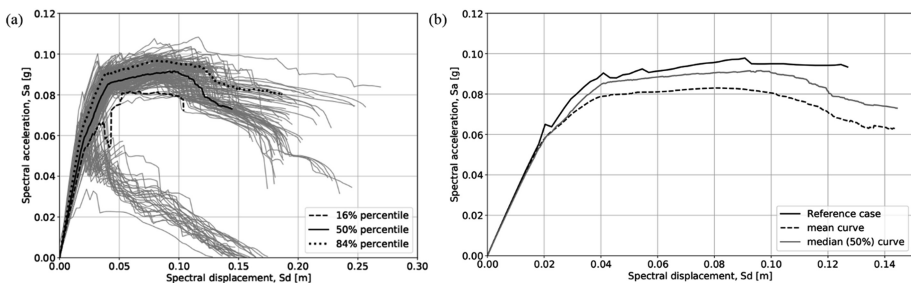 (a)
0.12
0.10
0.08
0.06
0.04
0.02
0.00
Spectral acceleration, Sa [g]
16% percentile
50% percentile
84% percentile
0.00 0.05 0.10 0.15 0.20 0.25 0.30
Spectral displacement, Sd [m]
(b)
0.12
0.10
0.08
0.06
0.04
0.02
0.00
Spectral acceleration, Sa [g]
Reference case
mean curve
median (50%) curve
0.00 0.02 0.04 0.06 0.08 0.10 0.12 0.14
Spectral displacement, Sd [m]